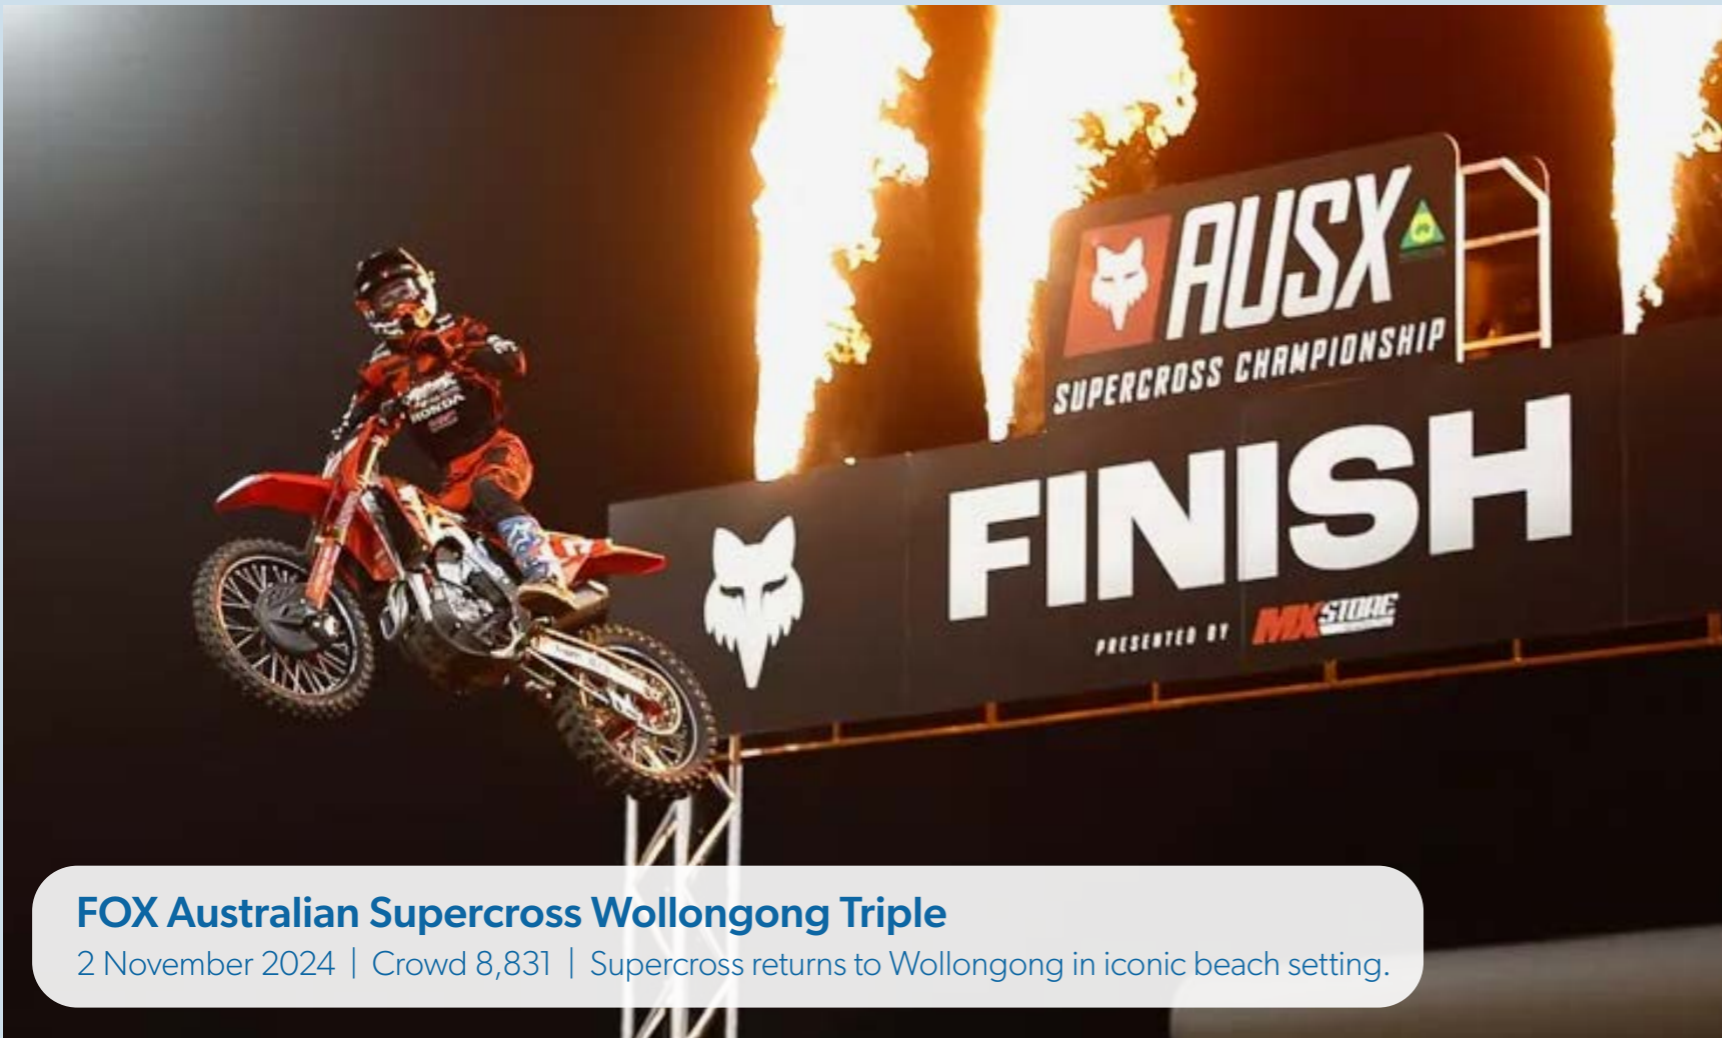 AUSX
SUPERCROSS CHAMPIONSHIP
FINISH
PRESENTED BY MXSTORE
HONDA
FOX Australian Supercross Wollongong Triple
2 November 2024 | Crowd 8,831 | Supercross returns to Wollongong in iconic beach setting.